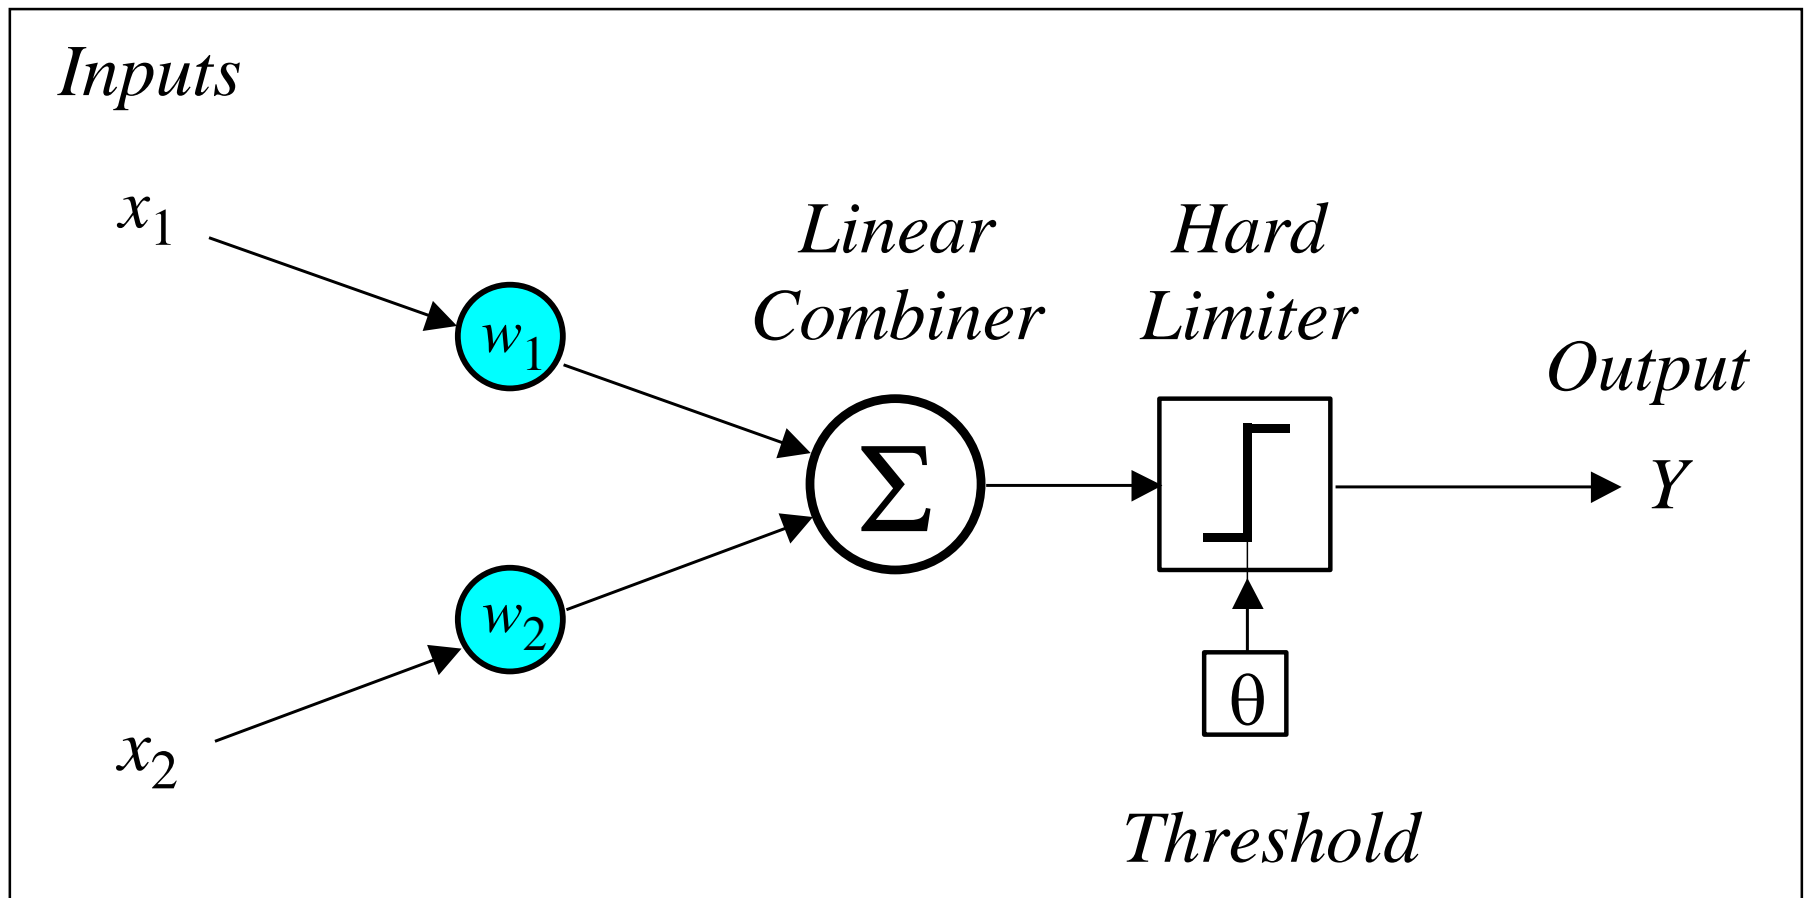 Inputs
x1
Linear
Combiner
Hard
Limiter
w1
Output
Σ
Y
w2
θ
x2
Threshold